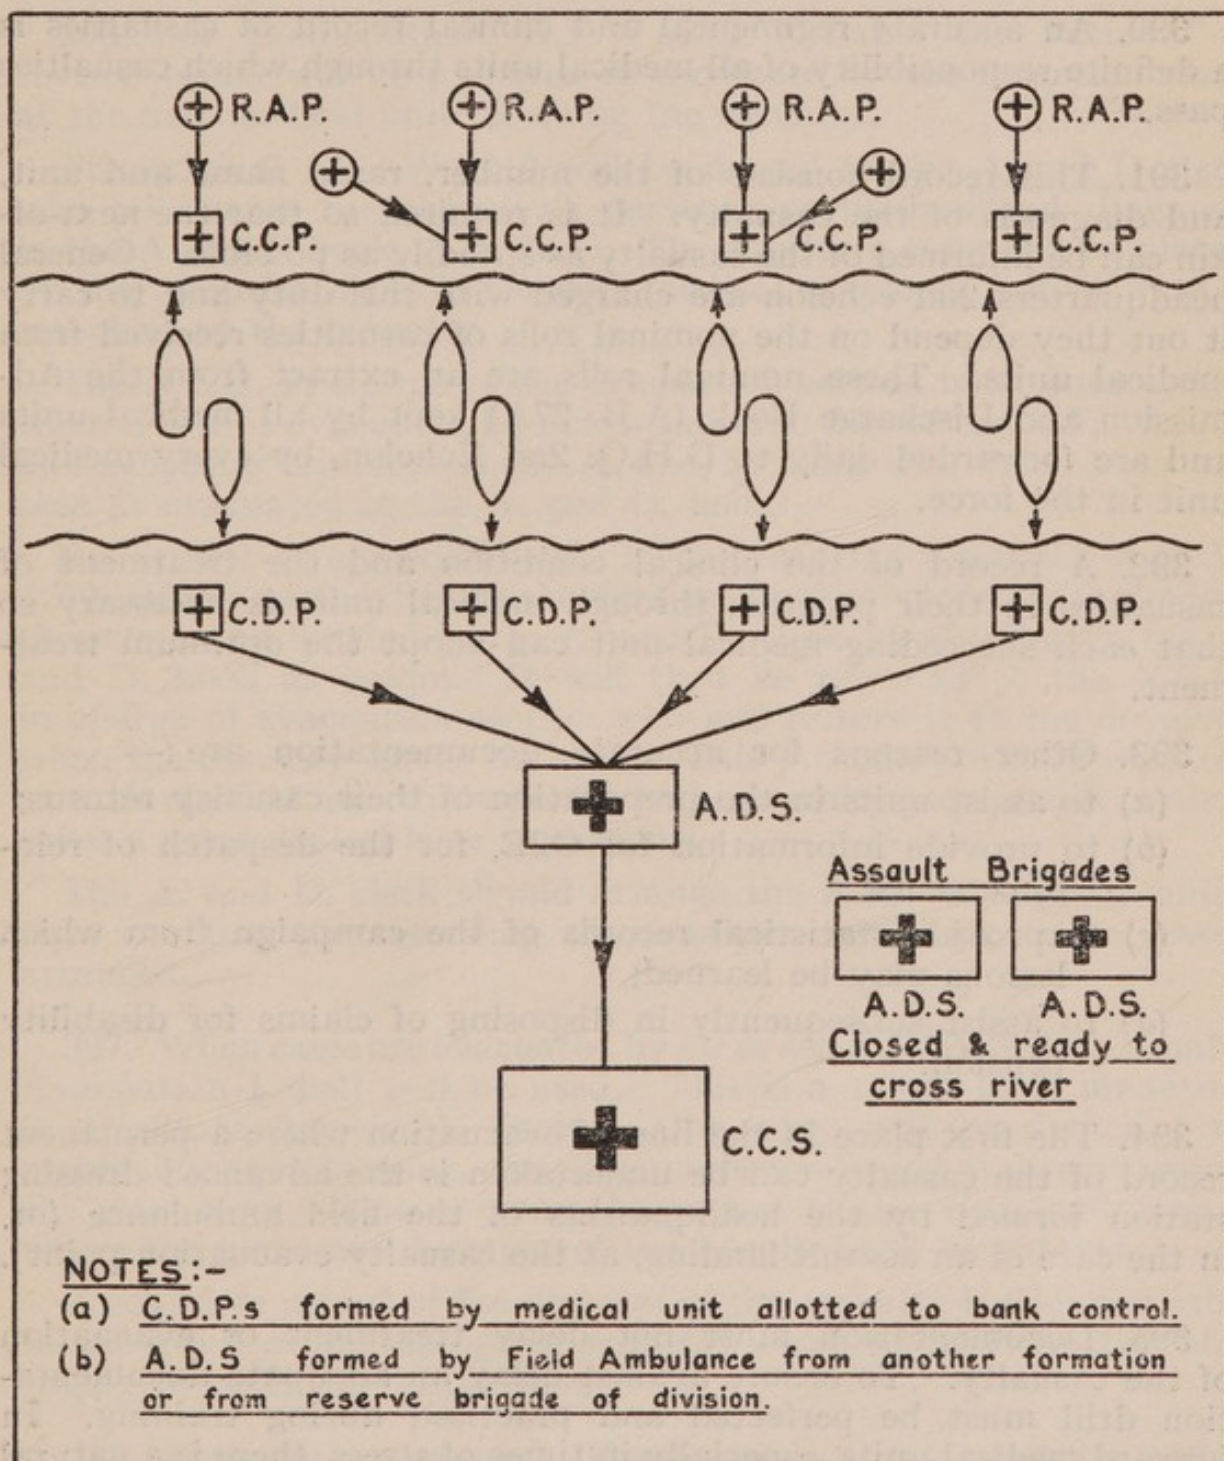 R.A.P. R.A.P. R.A.P. R.A.P.
C.C.P. C.C.P. C.C.P. C.C.P.
C.D.P. C.D.P. C.D.P. C.D.P.
A.D.S.
Assault Brigades
A.D.S. A.D.S.
Closed & ready to
cross river
C.C.S.
NOTES:-
(a) C.D.P.s formed by medical unit allotted to bank control.
(b) A.D.S formed by Field Ambulance from another formation
or from reserve brigade of division.